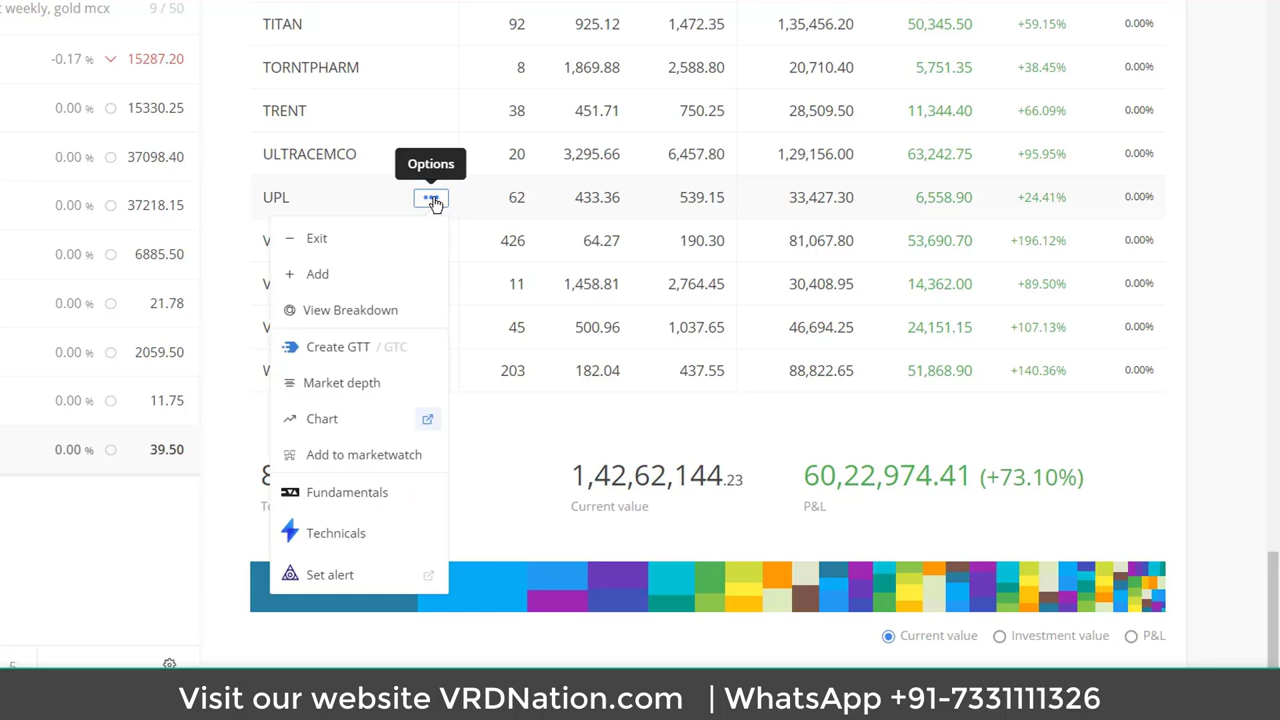 t weekly, gold mcx 9 / 50
-0.17 % 15287.20
0.00 % 15330.25
0.00 % 37098.40
0.00 % 37218.15
0.00 % 6885.50
0.00 % 21.78
0.00 % 2059.50
0.00 % 11.75
0.00 % 39.50
5
TITAN 92 925.12 1,472.35 1,35,456.20 50,345.50 +59.15% 0.00%
TORNTPHARM 8 1,869.88 2,588.80 20,710.40 5,751.35 +38.45% 0.00%
TRENT 38 451.71 750.25 28,509.50 11,344.40 +66.09% 0.00%
ULTRACEMCO 20 3,295.66 6,457.80 1,29,156.00 63,242.75 +95.95% 0.00%
Options
UPL 62 433.36 539.15 33,427.30 6,558.90 +24.41% 0.00%
V 426 64.27 190.30 81,067.80 53,690.70 +196.12% 0.00%
V 11 1,458.81 2,764.45 30,408.95 14,362.00 +89.50% 0.00%
V 45 500.96 1,037.65 46,694.25 24,151.15 +107.13% 0.00%
W 203 182.04 437.55 88,822.65 51,868.90 +140.36% 0.00%
Exit
Add
View Breakdown
Create GTT / GTC
Market depth
Chart
Add to marketwatch
Fundamentals
Technicals
Set alert
8 1,42,62,144.23 60,22,974.41 (+73.10%)
Current value P&L
Current value Investment value P&L
Visit our website VRDNation.com | WhatsApp +91-7331111326